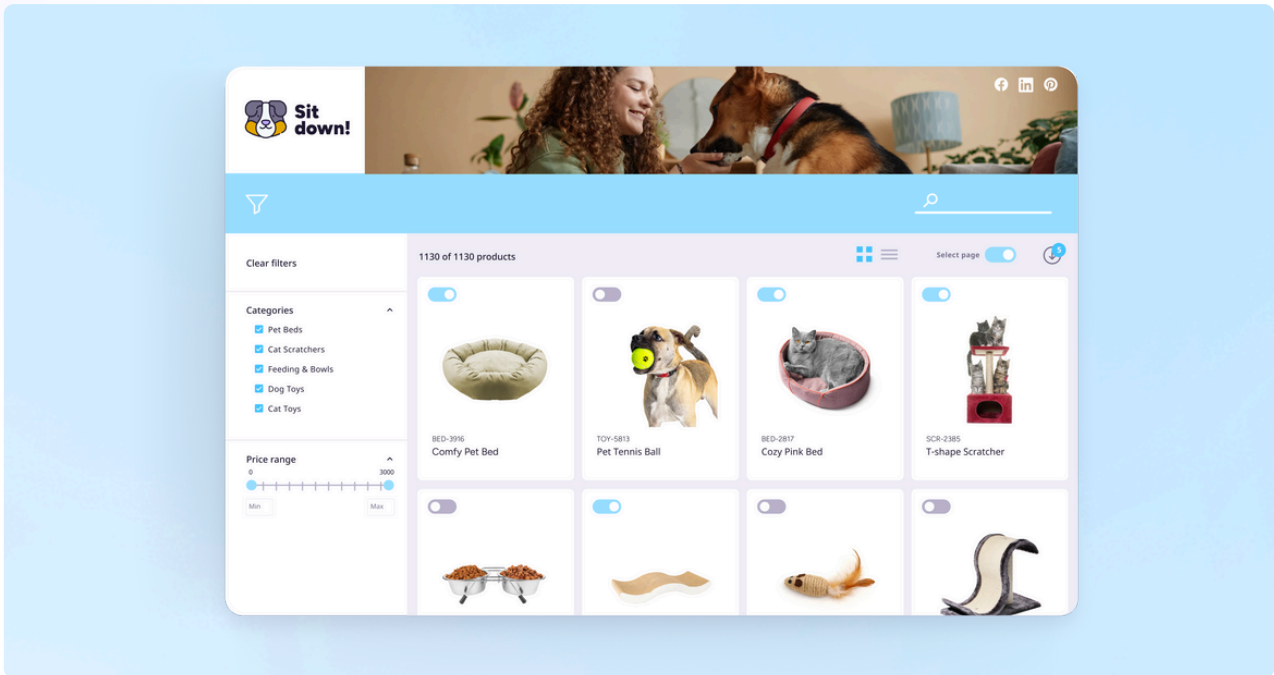 Sit
down!
Clear filters
1130 of 1130 products
Select page
5
Categories
Pet Beds
Cat Scratchers
Feeding & Bowls
Dog Toys
Cat Toys
Price range
0 3000
Min Max
BED-3916
Comfy Pet Bed
TOY-5813
Pet Tennis Ball
BED-2817
Cozy Pink Bed
SCR-2385
T-shape Scratcher